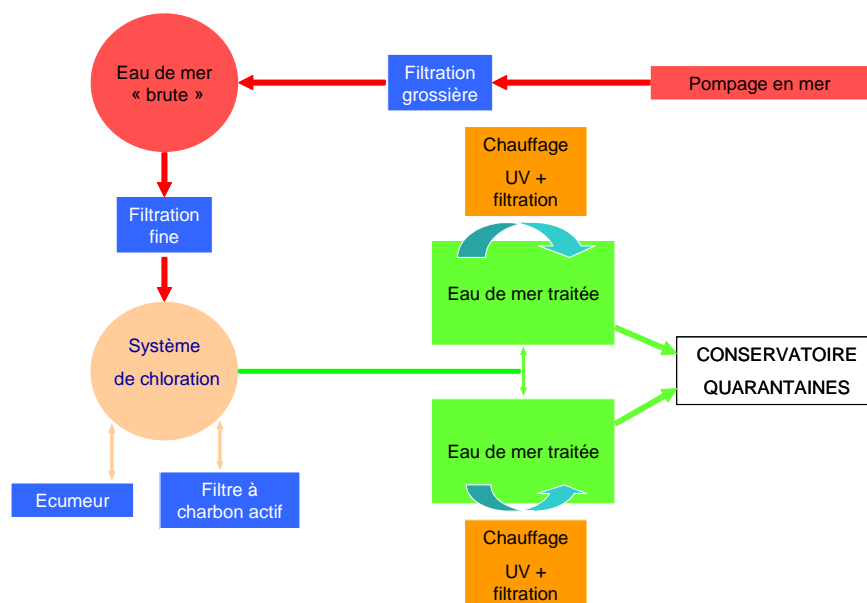 Eau de mer
« brute »
Filtration
grossière
Pompage en mer
Filtration
fine
Système
de chloration
Ecumeur
Filtre à
charbon actif
Chauffage
UV +
filtration
Eau de mer traitée
Eau de mer traitée
Chauffage
UV +
filtration
CONSERVATOIRE
QUARANTAINES